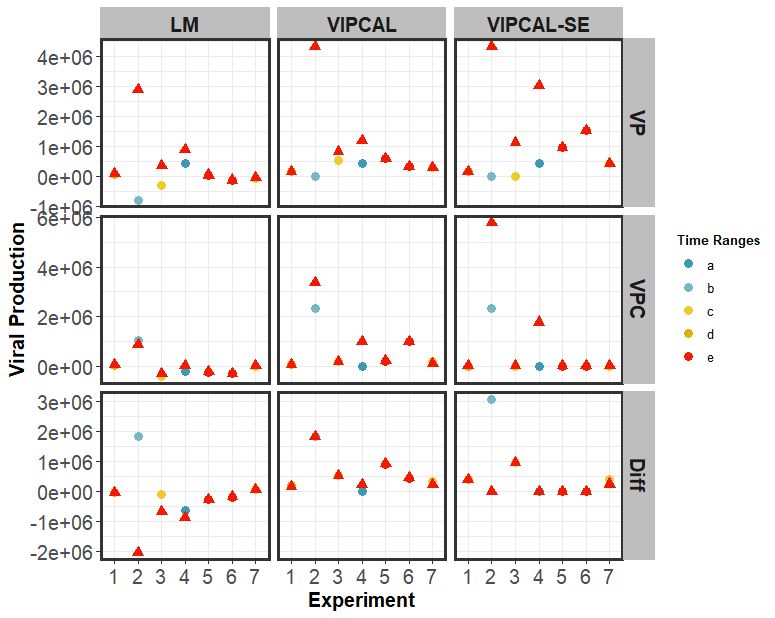 LM VIPCAL VIPCAL-SE
4e+06
3e+06
2e+06
1e+06
0e+00
-1e+06
VP
6e+06
4e+06
2e+06
0e+00
VPC
3e+06
2e+06
1e+06
0e+00
-1e+06
-2e+06
Diff
1 2 3 4 5 6 7 1 2 3 4 5 6 7 1 2 3 4 5 6 7
Experiment
Viral Production
Time Ranges
a
b
c
d
e